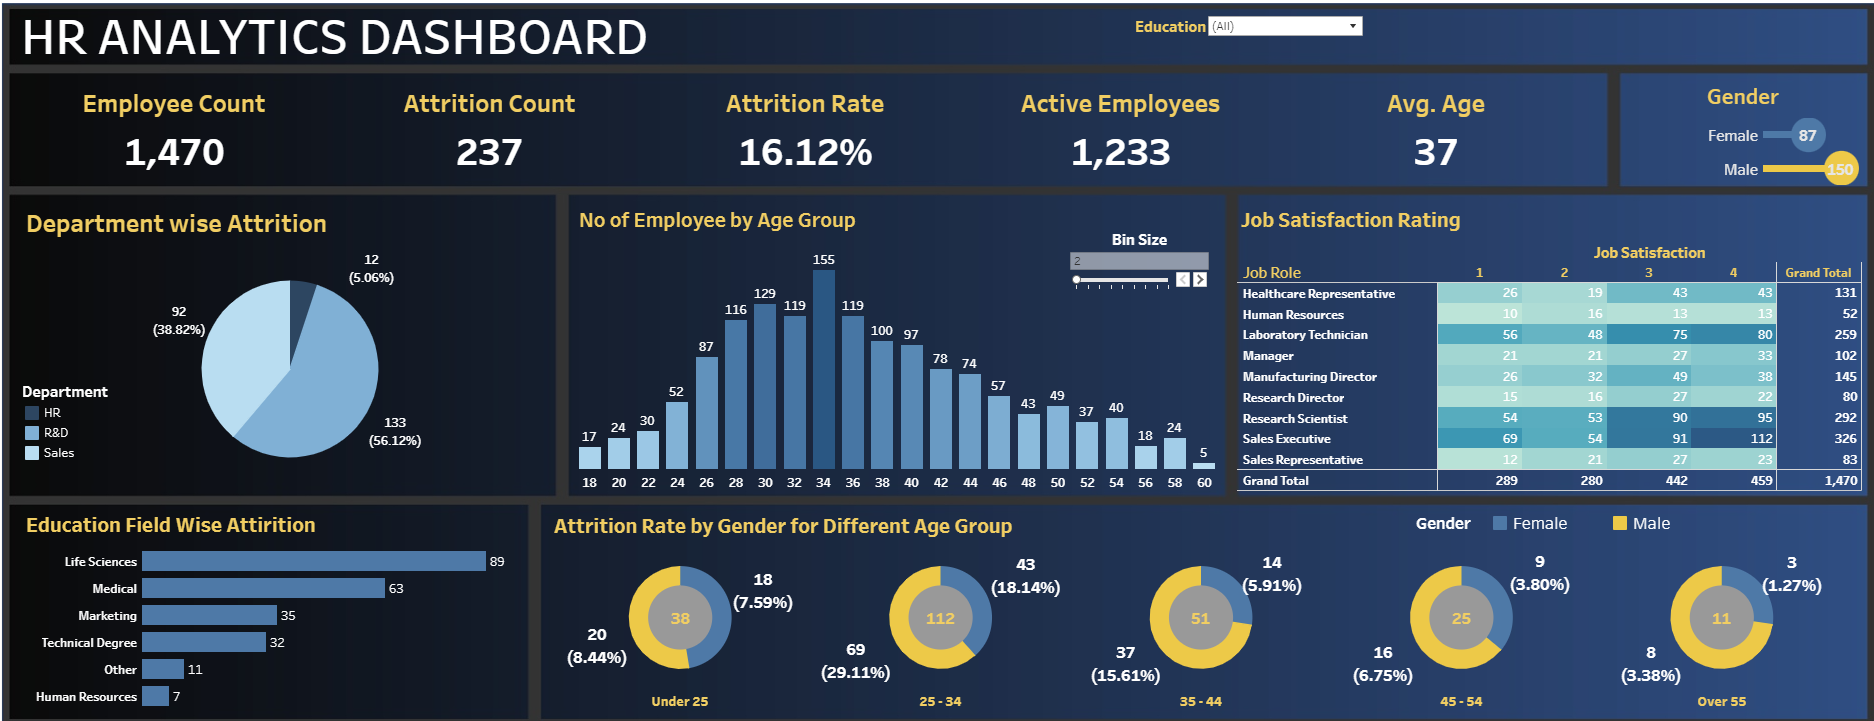 HR ANALYTICS DASHBOARD
Education (All)
Employee Count
1,470
Attrition Count
237
Attrition Rate
16.12%
Active Employees
1,233
Avg. Age
37
Gender
Female 87
Male 150
Department wise Attrition
12
(5.06%)
92
(38.82%)
133
(56.12%)
Department
HR
R&D
Sales
No of Employee by Age Group
Bin Size
2
17 24 30 52 87 116 129 119 155 119 100 97 78 74 57 43 49 37 40 18 24 5
18 20 22 24 26 28 30 32 34 36 38 40 42 44 46 48 50 52 54 56 58 60
Job Satisfaction Rating
Job Satisfaction
Job Role 1 2 3 4 Grand Total
Healthcare Representative 26 19 43 43 131
Human Resources 10 16 13 13 52
Laboratory Technician 56 48 75 80 259
Manager 21 21 27 33 102
Manufacturing Director 26 32 49 38 145
Research Director 15 16 27 22 80
Research Scientist 54 53 90 95 292
Sales Executive 69 54 91 112 326
Sales Representative 12 21 27 23 83
Grand Total 289 280 442 459 1,470
Education Field Wise Attirition
Life Sciences 89
Medical 63
Marketing 35
Technical Degree 32
Other 11
Human Resources 7
Attrition Rate by Gender for Different Age Group
Gender Female Male
18
(7.59%)
38
20
(8.44%)
Under 25
43
(18.14%)
112
69
(29.11%)
25 - 34
14
(5.91%)
51
37
(15.61%)
35 - 44
9
(3.80%)
25
16
(6.75%)
45 - 54
3
(1.27%)
11
8
(3.38%)
Over 55